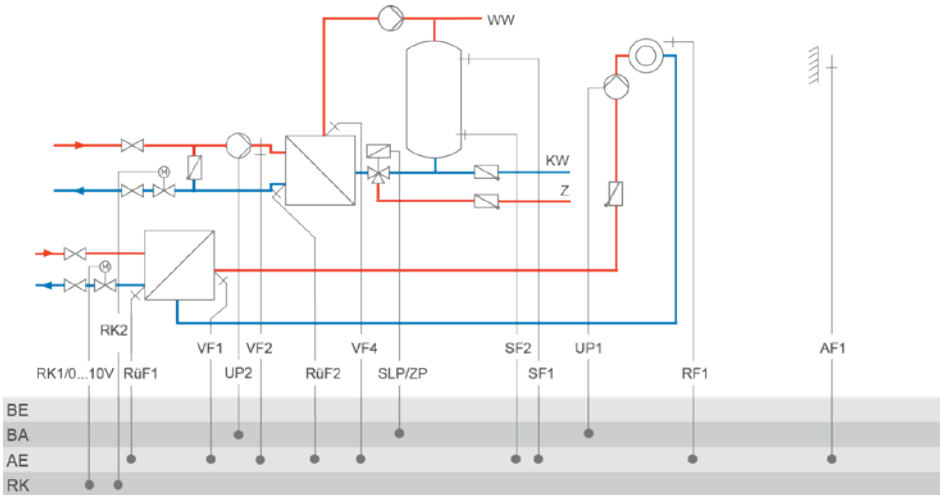 WW
KW
Z
M
M
RK2
VF1 VF2 VF4 SF2 UP1 AF1
RK1/0...10V RüF1 UP2 RüF2 SLP/ZP SF1 RF1
BE
BA
AE
RK